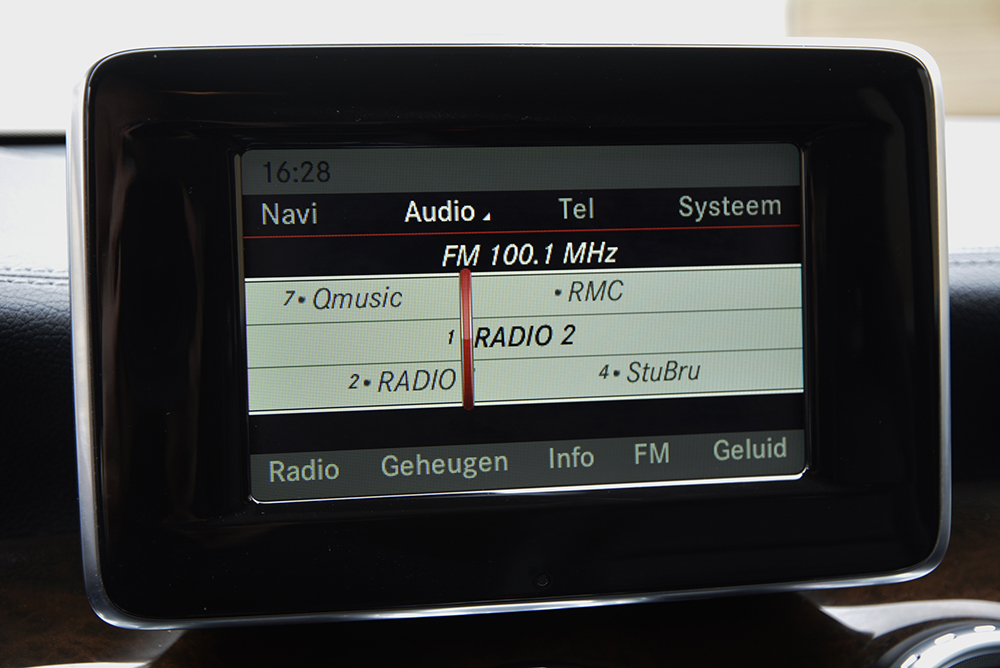 16:28
Navi Audio Tel Systeem
FM 100.1 MHz
7 • Qmusic • RMC
1 RADIO 2
2 • RADIO 4 • StuBru
Radio Geheugen Info FM Geluid